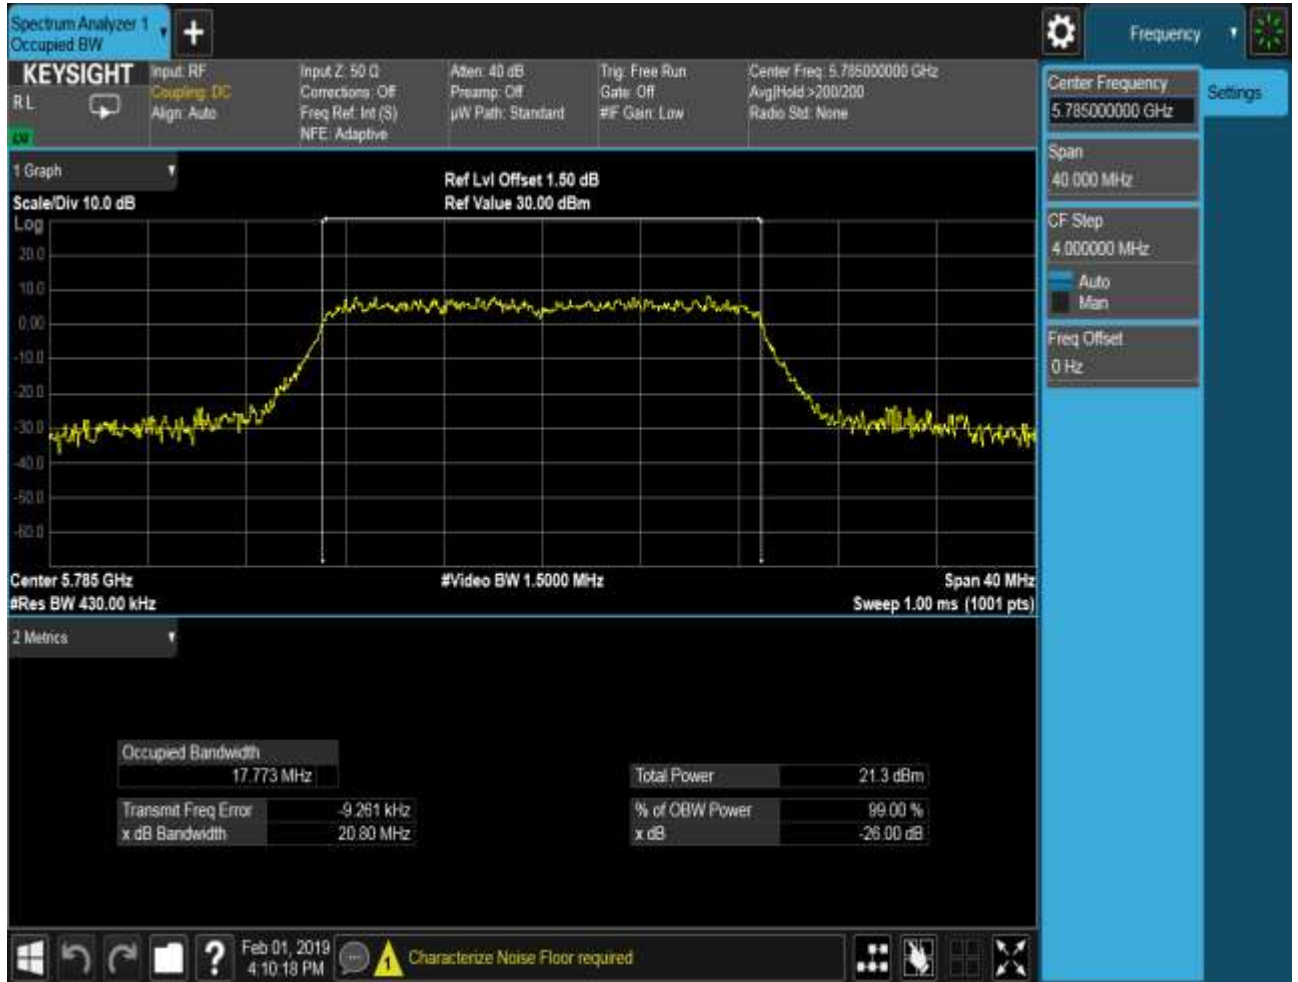 Spectrum Analyzer 1
Occupied BW
Frequency
KEYSIGHT
R L
Input: RF
Coupling: DC
Align: Auto
Input Z: 50 Ω
Corrections: Off
Freq Ref: Int (S)
NFE: Adaptive
Atten: 40 dB
Preamp: Off
µW Path: Standard
Trig: Free Run
Gate: Off
#IF Gain: Low
Center Freq: 5.785000000 GHz
Avg|Hold:>200/200
Radio Std: None
Center Frequency
5.785000000 GHz
Settings
Span
40.000 MHz
CF Step
4.000000 MHz
Auto
Man
Freq Offset
0 Hz
1 Graph
Scale/Div 10.0 dB
Ref Lvl Offset 1.50 dB
Ref Value 30.00 dBm
Log
20.0
10.0
0.00
-10.0
-20.0
-30.0
-40.0
-50.0
-60.0
Center 5.785 GHz
#Video BW 1.5000 MHz
Span 40 MHz
#Res BW 430.00 kHz
Sweep 1.00 ms (1001 pts)
2 Metrics
Occupied Bandwidth
17.773 MHz
Total Power 21.3 dBm
Transmit Freq Error -9.261 kHz
% of OBW Power 99.00 %
x dB Bandwidth 20.80 MHz
x dB -26.00 dB
?
Feb 01, 2019
4:10:18 PM
1
Characterize Noise Floor required